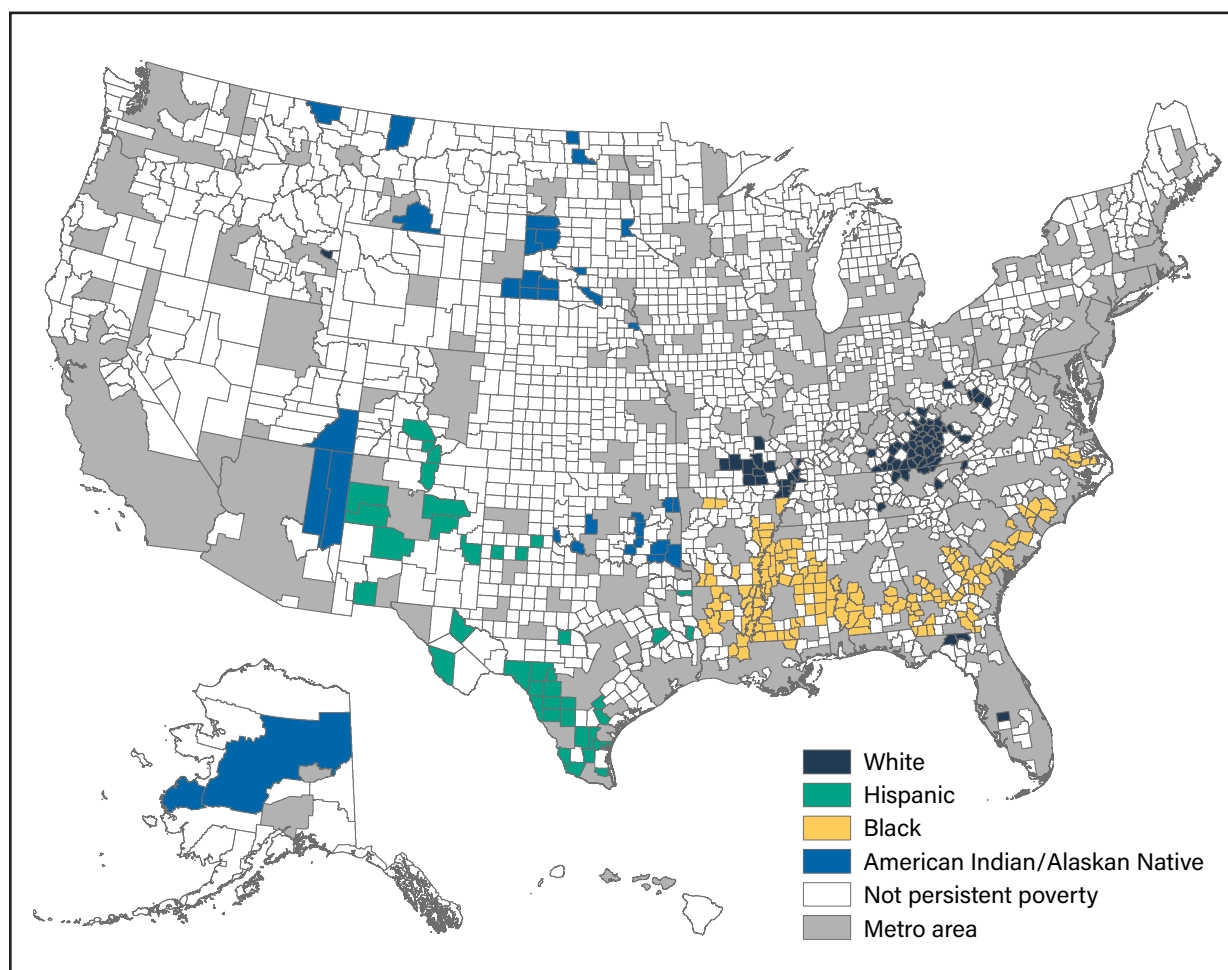 White
Hispanic
Black
American Indian/Alaskan Native
Not persistent poverty
Metro area